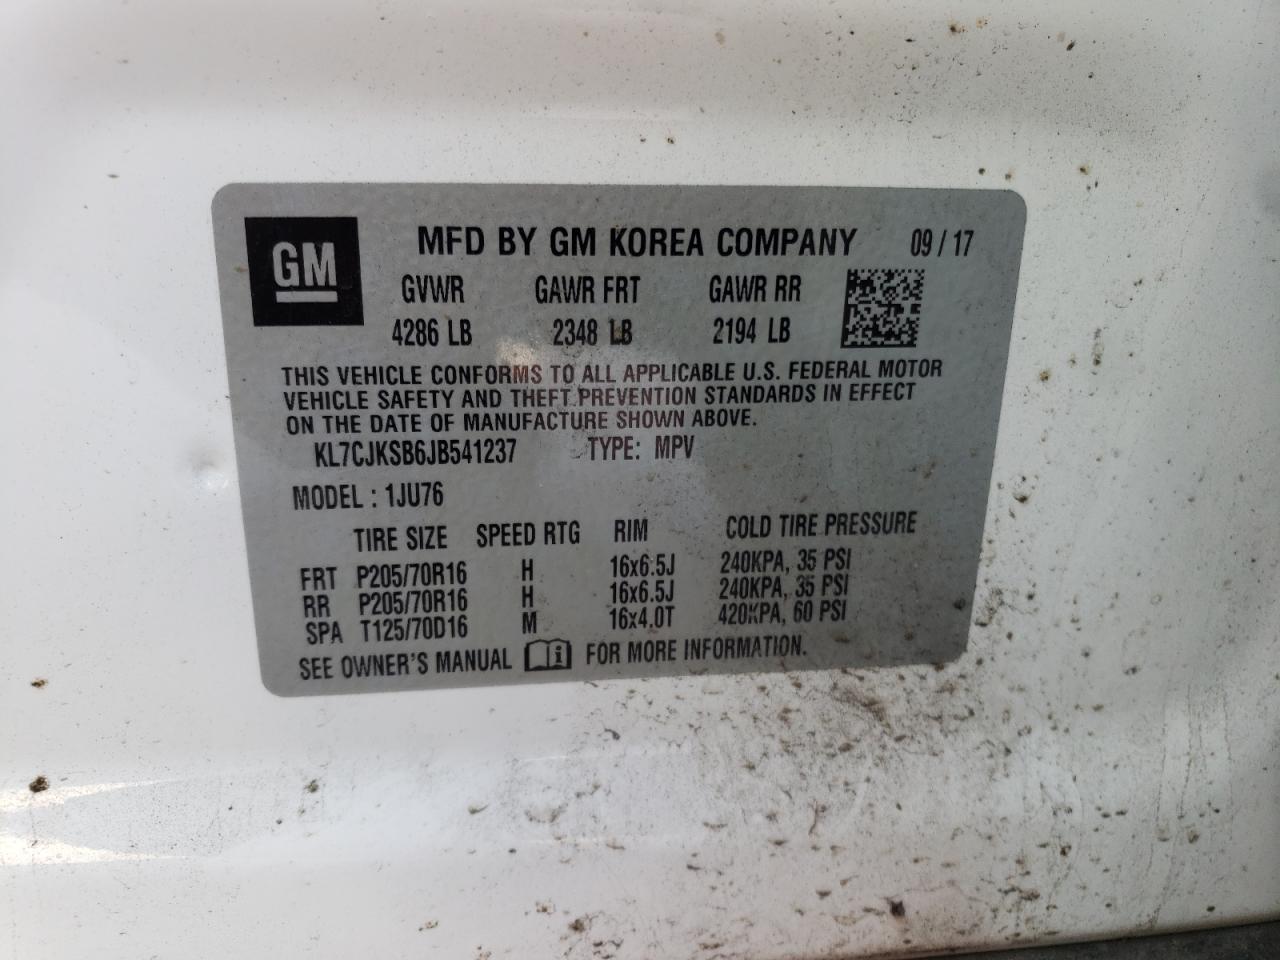 GM
MFD BY GM KOREA COMPANY 09 / 17
GVWR GAWR FRT GAWR RR
4286 LB 2348 LB 2194 LB
THIS VEHICLE CONFORMS TO ALL APPLICABLE U.S. FEDERAL MOTOR
VEHICLE SAFETY AND THEFT PREVENTION STANDARDS IN EFFECT
ON THE DATE OF MANUFACTURE SHOWN ABOVE.
KL7CJKSB6JB541237 TYPE: MPV
MODEL : 1JU76
TIRE SIZE SPEED RTG RIM COLD TIRE PRESSURE
FRT P205/70R16 H 16x6.5J 240KPA, 35 PSI
RR P205/70R16 H 16x6.5J 240KPA, 35 PSI
SPA T125/70D16 M 16x4.0T 420KPA, 60 PSI
SEE OWNER'S MANUAL i FOR MORE INFORMATION.